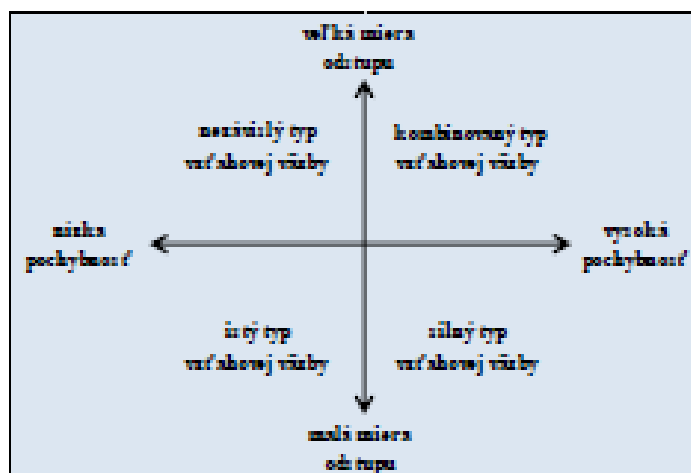 veľká miera
odstupu
nezávislý typ
vzťahovej väzby
kombinovaný typ
vzťahovej väzby
nízka
pochybnosť
vysoká
pochybnosť
istý typ
vzťahovej väzby
silný typ
vzťahovej väzby
malá miera
odstupu